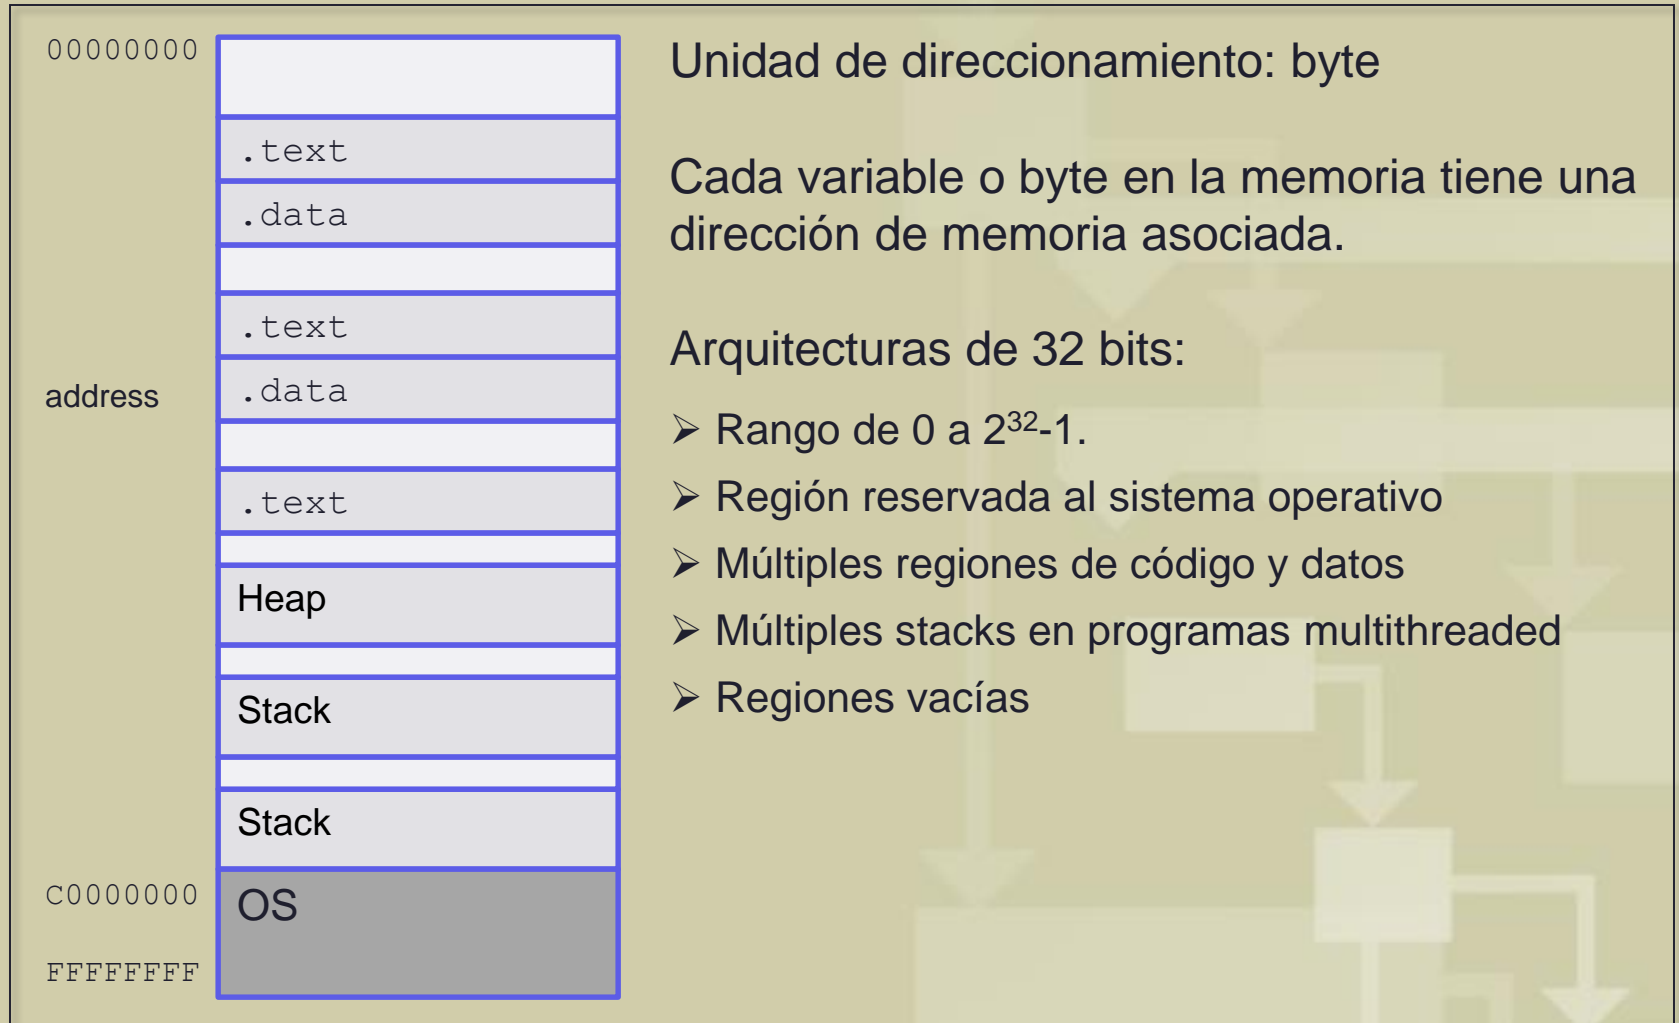 00000000
.text
.data
.text
address
.data
.text
Heap
Stack
Stack
C0000000
OS
FFFFFFFF
Unidad de direccionamiento: byte
Cada variable o byte en la memoria tiene una
dirección de memoria asociada.
Arquitecturas de 32 bits:
➢ Rango de 0 a 2³²-1.
➢ Región reservada al sistema operativo
➢ Múltiples regiones de código y datos
➢ Múltiples stacks en programas multithreaded
➢ Regiones vacías